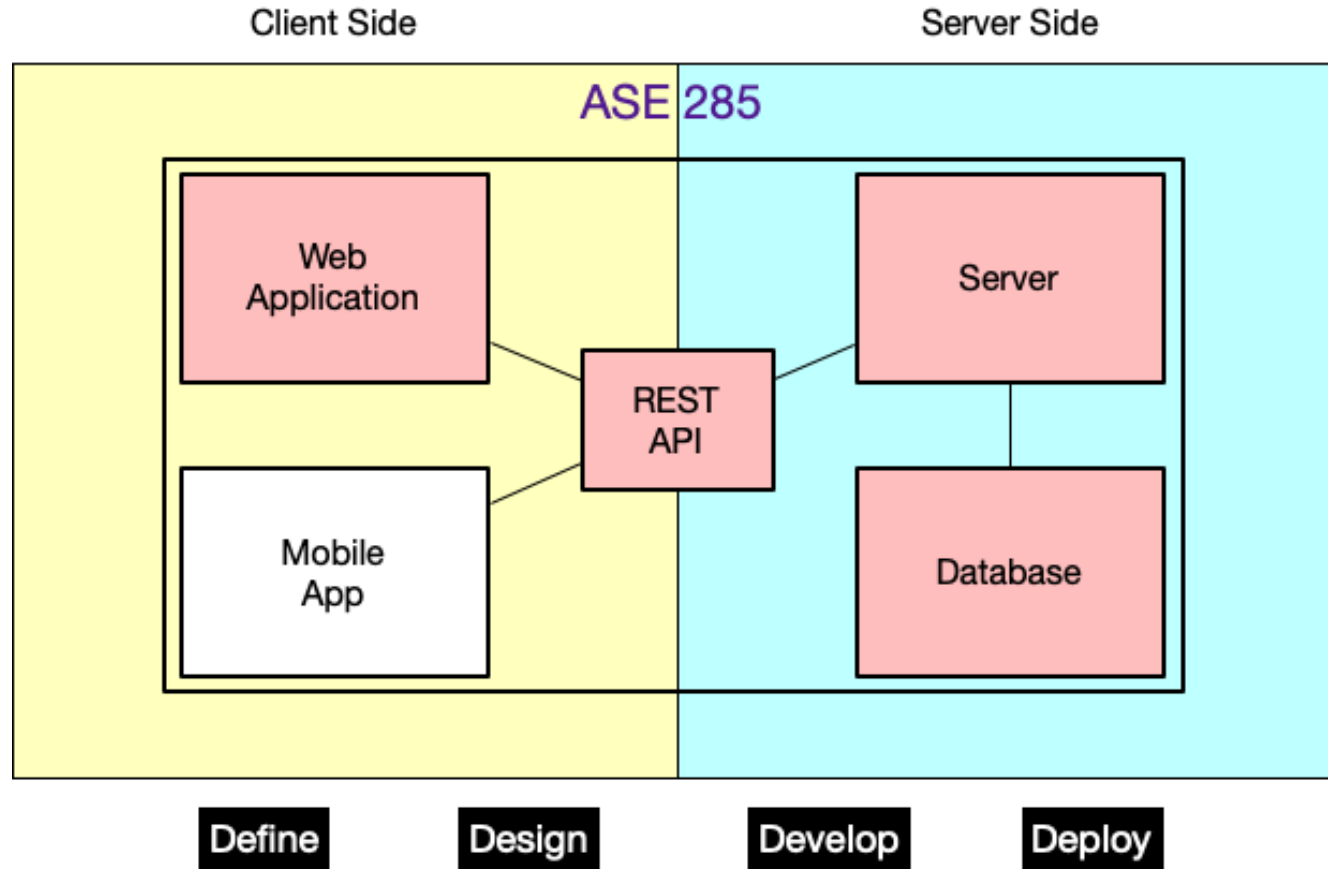 Client Side
Server Side
ASE 285
Web
Application
Server
REST
API
Mobile
App
Database
Define
Design
Develop
Deploy